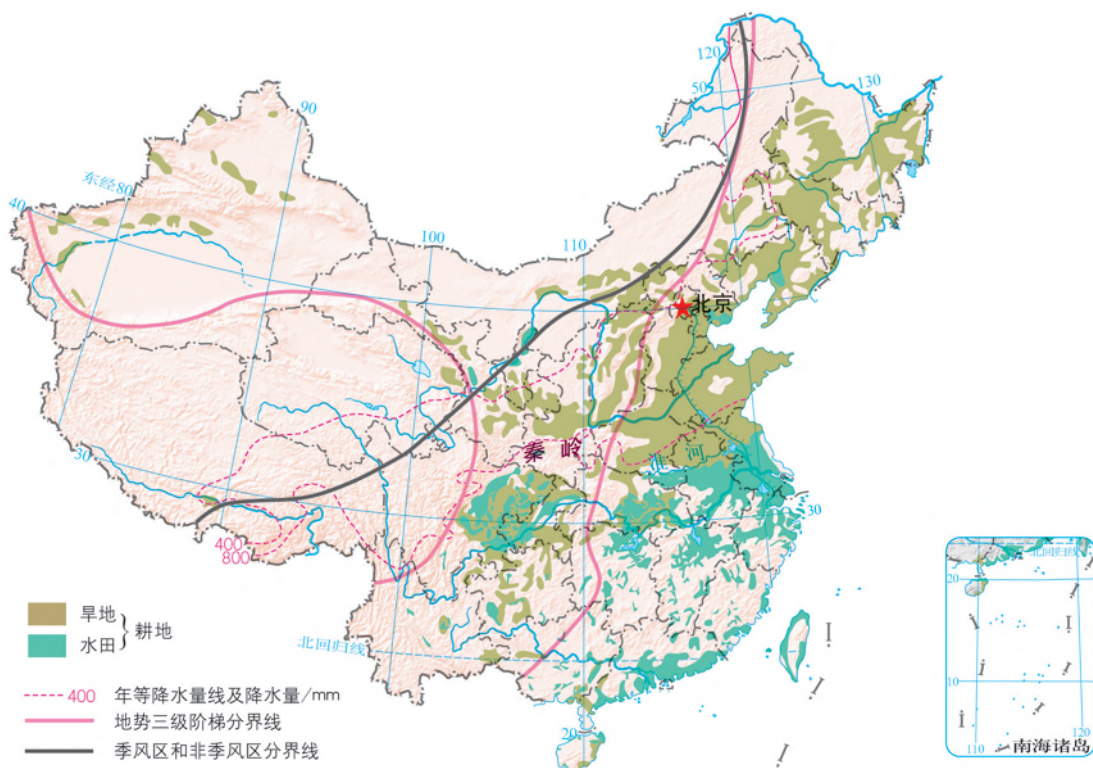 120
50
130
90
东经80
40
100
110
北京
秦岭
淮河
30
30
400
800
旱地
水田
耕地
北回归线
400 年等降水量线及降水量/mm
地势三级阶梯分界线
季风区和非季风区分界线
20
北回归线
20
10
110
120
南海诸岛